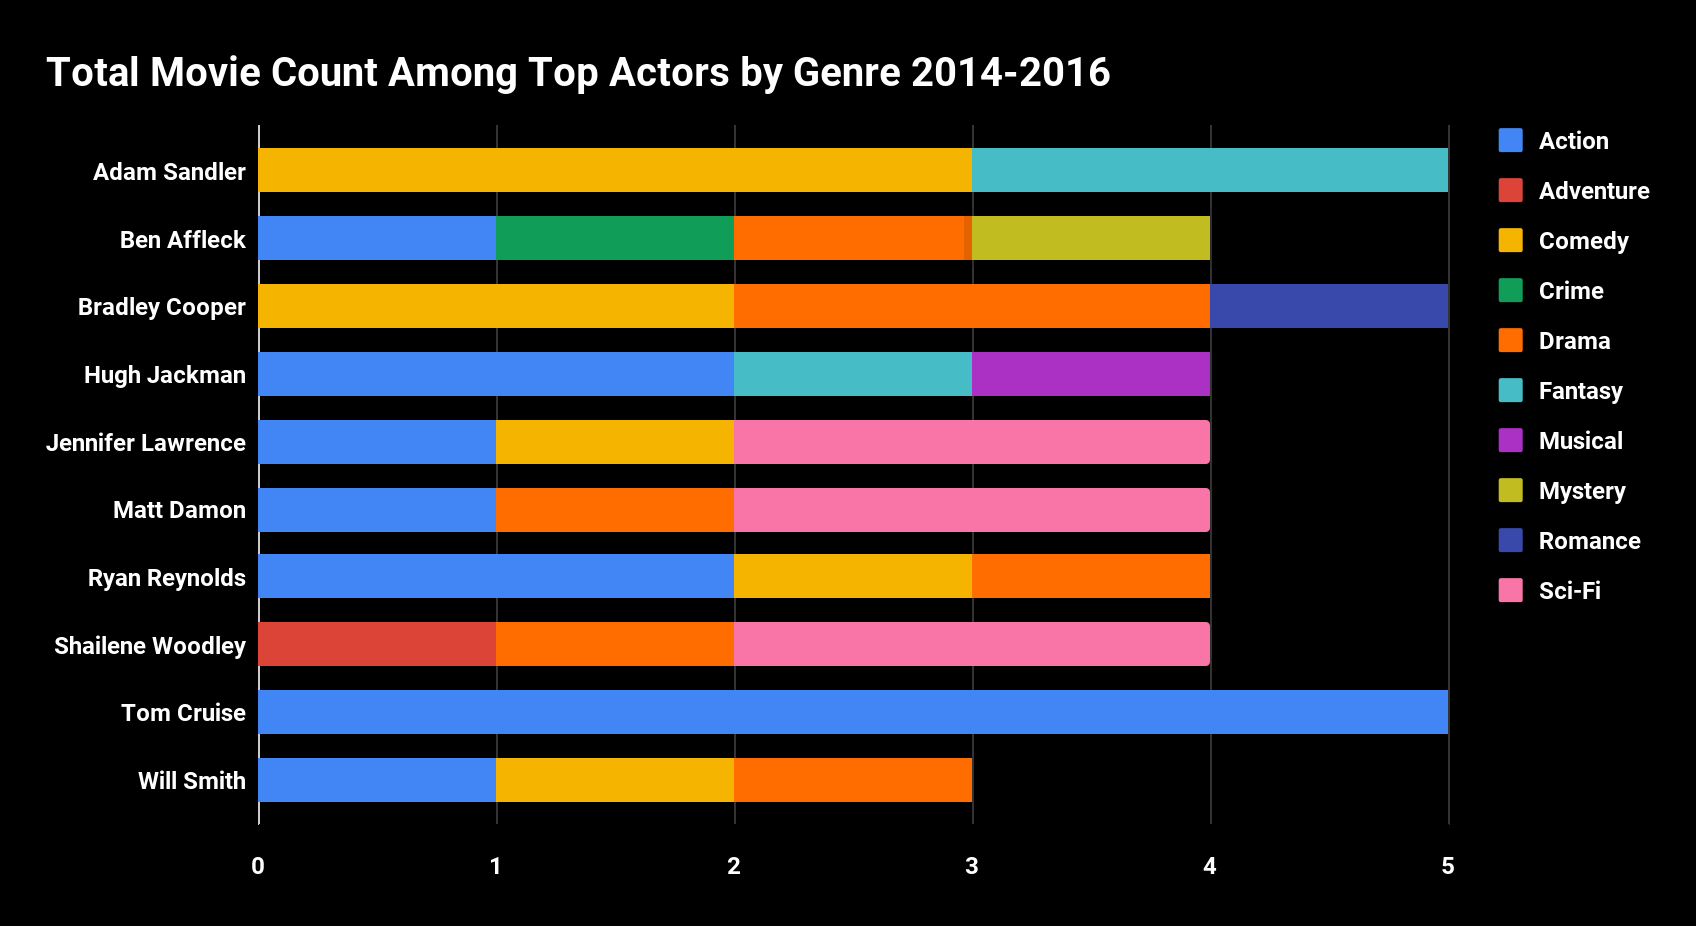 Total Movie Count Among Top Actors by Genre 2014-2016
Adam Sandler
Ben Affleck
Bradley Cooper
Hugh Jackman
Jennifer Lawrence
Matt Damon
Ryan Reynolds
Shailene Woodley
Tom Cruise
Will Smith
0 1 2 3 4 5
Action
Adventure
Comedy
Crime
Drama
Fantasy
Musical
Mystery
Romance
Sci-Fi